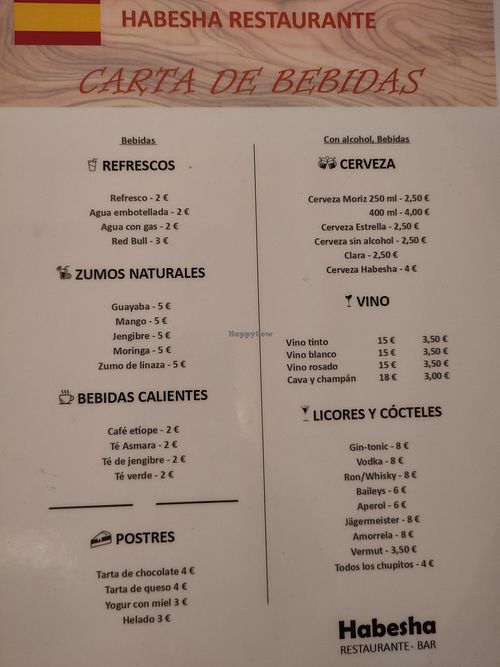 HABESHA RESTAURANTE
CARTA DE BEBIDAS
Bebidas
REFRESCOS
Refresco - 2 €
Agua embotellada - 2 €
Agua con gas - 2 €
Red Bull - 3 €
ZUMOS NATURALES
Guayaba - 5 €
Mango - 5 €
Jengibre - 5 €
Moringa - 5 €
Zumo de linaza - 5 €
BEBIDAS CALIENTES
Café etíope - 2 €
Té Asmara - 2 €
Té de jengibre - 2 €
Té verde - 2 €
POSTRES
Tarta de chocolate 4 €
Tarta de queso 4 €
Yogur con miel 3 €
Helado 3 €
Con alcohol, Bebidas
CERVEZA
Cerveza Moriz 250 ml - 2,50 €
400 ml - 4,00 €
Cerveza Estrella - 2,50 €
Cerveza sin alcohol - 2,50 €
Clara - 2,50 €
Cerveza Habesha - 4 €
VINO
Vino tinto 15 € 3,50 €
Vino blanco 15 € 3,50 €
Vino rosado 15 € 3,50 €
Cava y champán 18 € 3,00 €
LICORES Y CÓCTELES
Gin-tonic - 8 €
Vodka - 8 €
Ron/Whisky - 8 €
Baileys - 6 €
Aperol - 6 €
Jägermeister - 8 €
Amorrela - 8 €
Vermut - 3,50 €
Todos los chupitos - 4 €
Habesha
RESTAURANTE- BAR
HappyCow